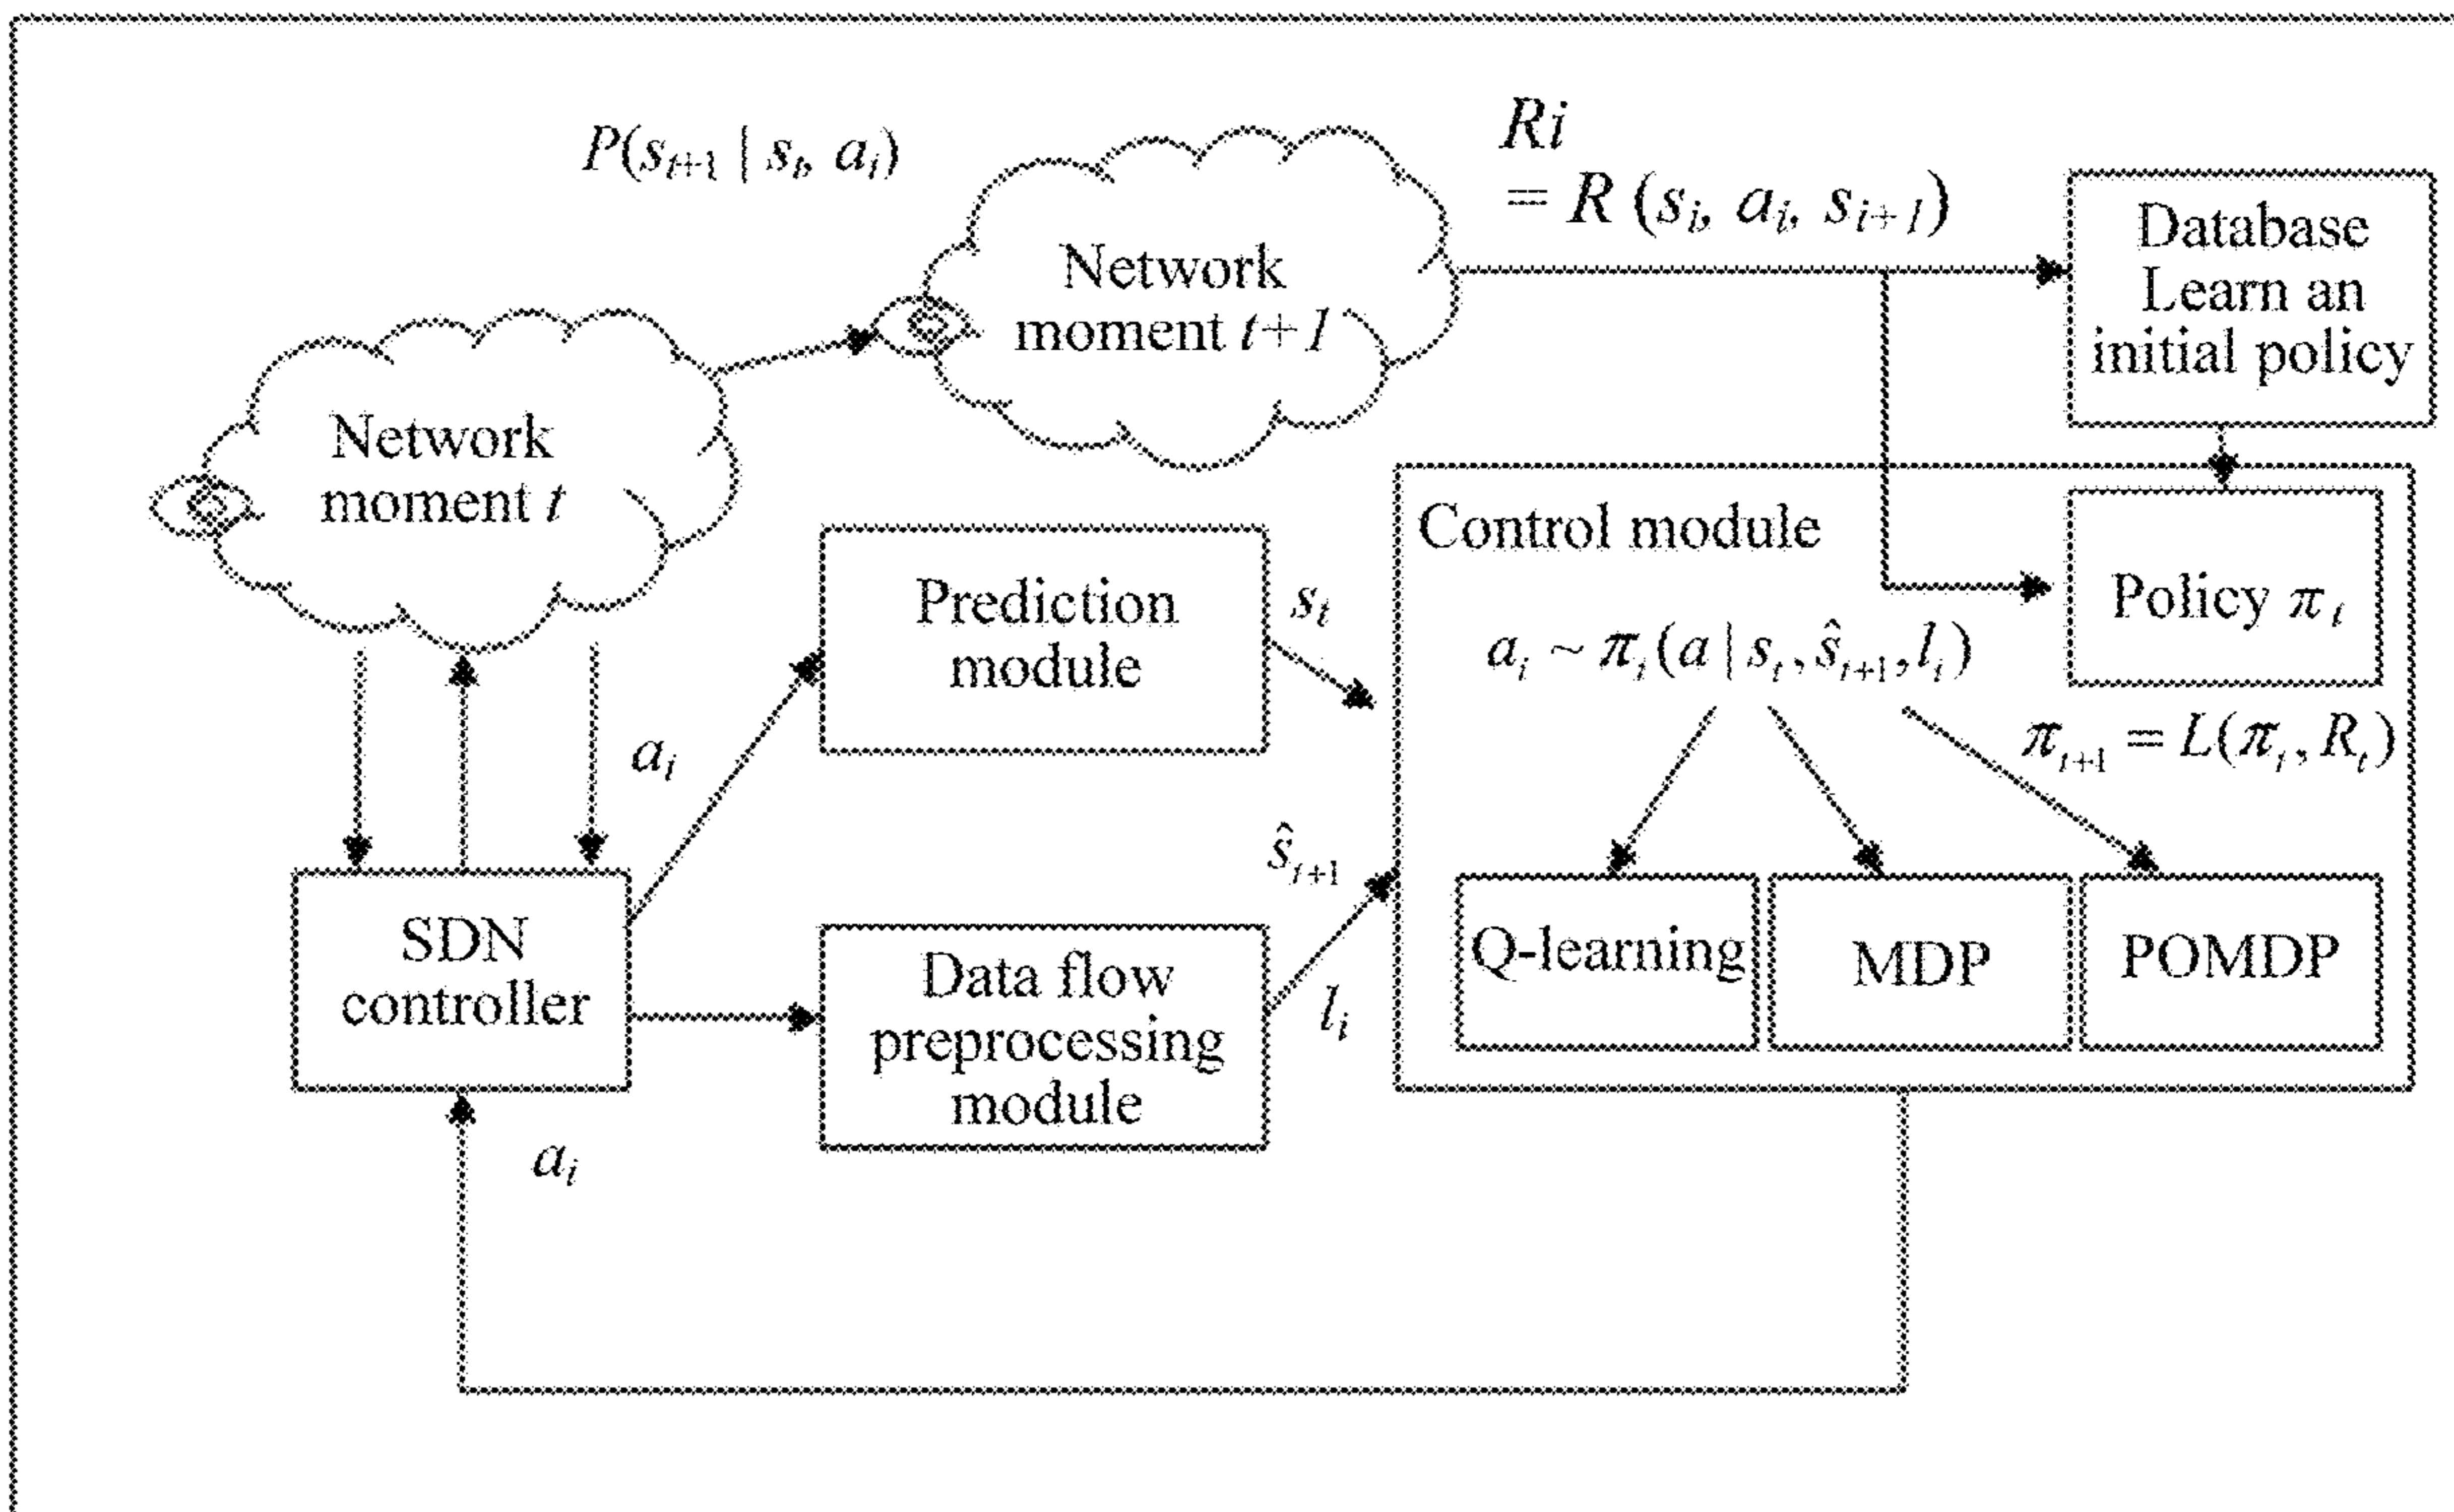 P(s_{t+1} | s_t, a_i)
Ri
= R (s_i, a_i, s_{i+1})
Database
Learn an
initial policy
Network
moment t+1
Network
moment t
Control module
Policy π_t
Prediction
module
s_t
a_i ~ π_i(a | s_t, ŝ_{t+1}, l_i)
π_{t+1} = L(π_t, R_t)
a_i
ŝ_{t+1}
SDN
controller
Data flow
preprocessing
module
l_i
Q-learning
MDP
POMDP
a_i